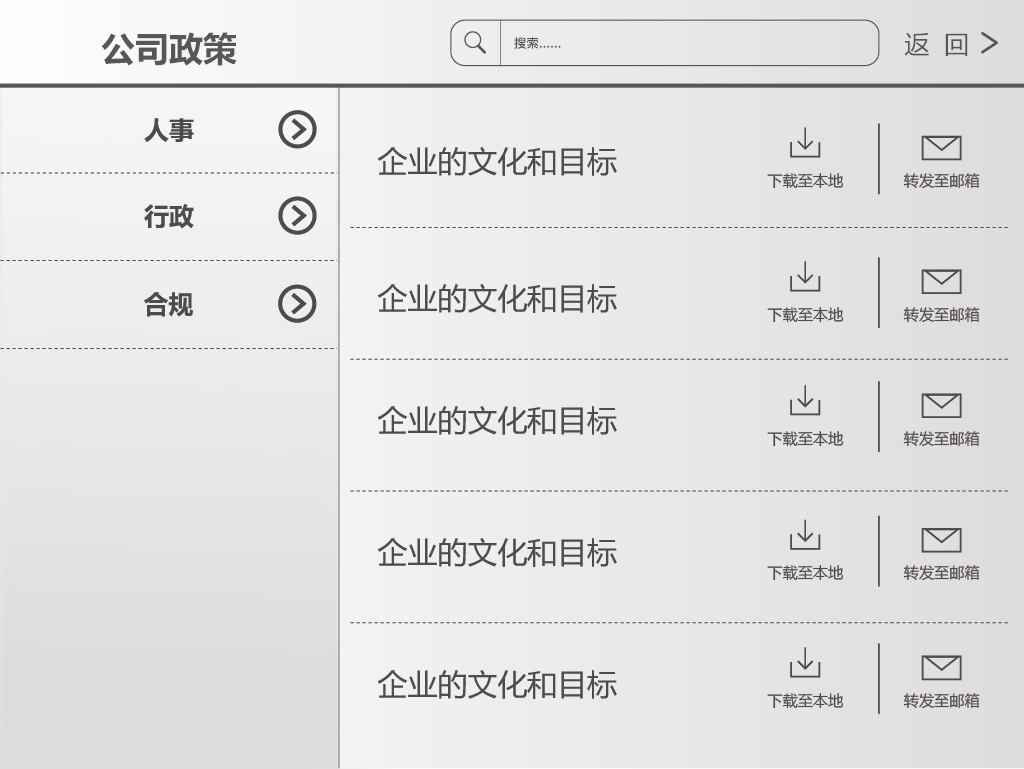 公司政策
搜索......
返 回
人事
行政
合规
企业的文化和目标
下载至本地
转发至邮箱
企业的文化和目标
下载至本地
转发至邮箱
企业的文化和目标
下载至本地
转发至邮箱
企业的文化和目标
下载至本地
转发至邮箱
企业的文化和目标
下载至本地
转发至邮箱